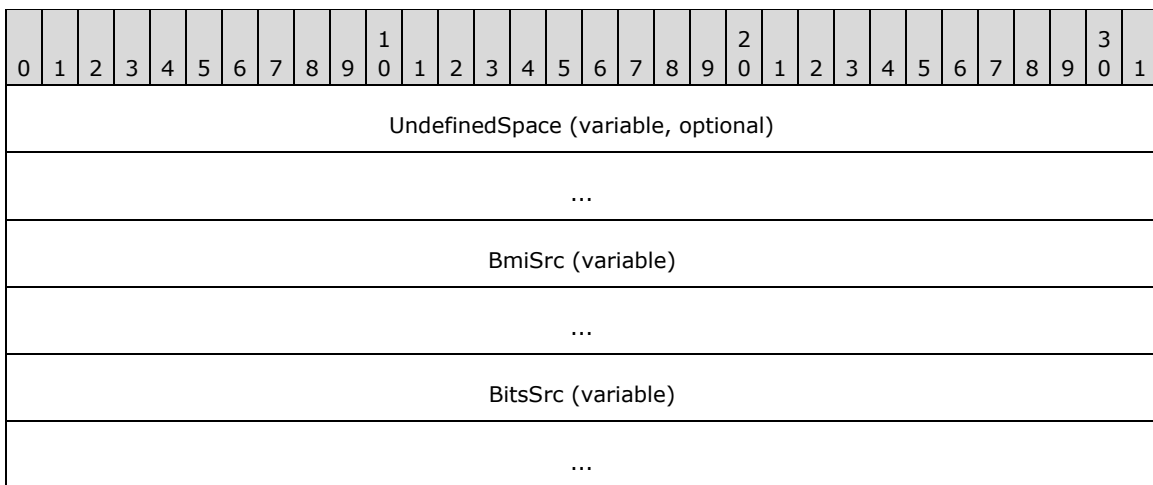 1 2 3
0 1 2 3 4 5 6 7 8 9 0 1 2 3 4 5 6 7 8 9 0 1 2 3 4 5 6 7 8 9 0 1
UndefinedSpace (variable, optional)
...
BmiSrc (variable)
...
BitsSrc (variable)
...